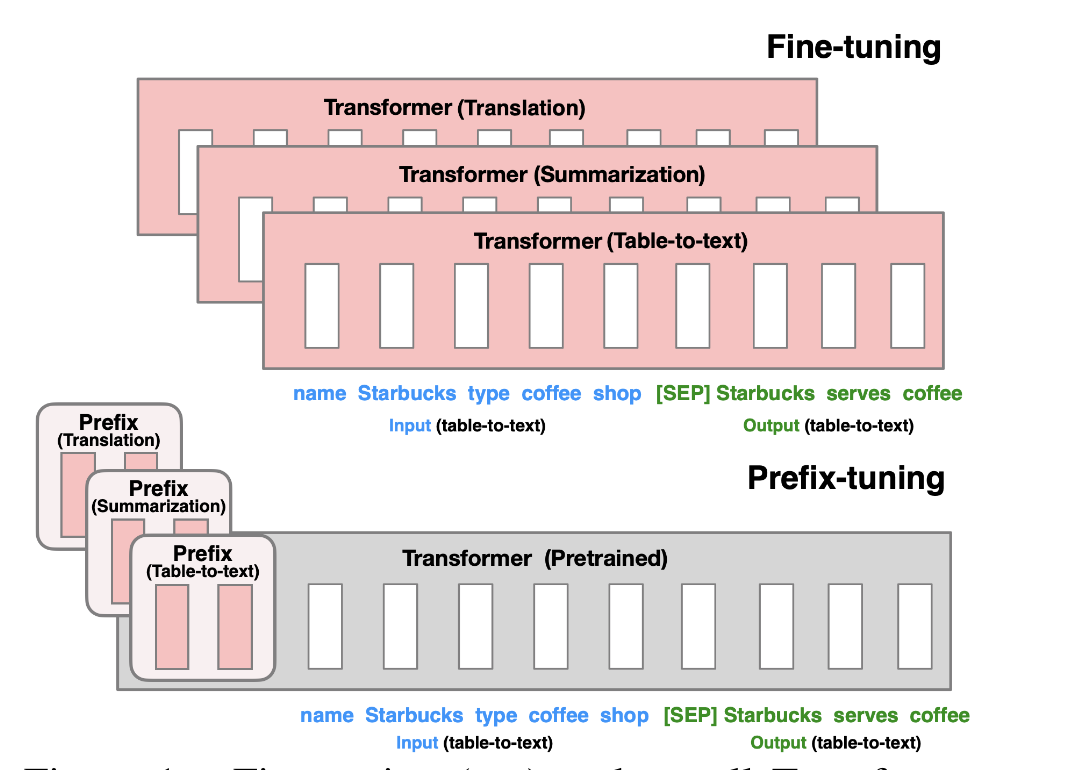 Fine-tuning
Transformer (Translation)
Transformer (Summarization)
Transformer (Table-to-text)
name Starbucks type coffee shop [SEP] Starbucks serves coffee
Input (table-to-text) Output (table-to-text)
Prefix-tuning
Prefix
(Translation)
Prefix
(Summarization)
Prefix
(Table-to-text)
Transformer (Pretrained)
name Starbucks type coffee shop [SEP] Starbucks serves coffee
Input (table-to-text) Output (table-to-text)